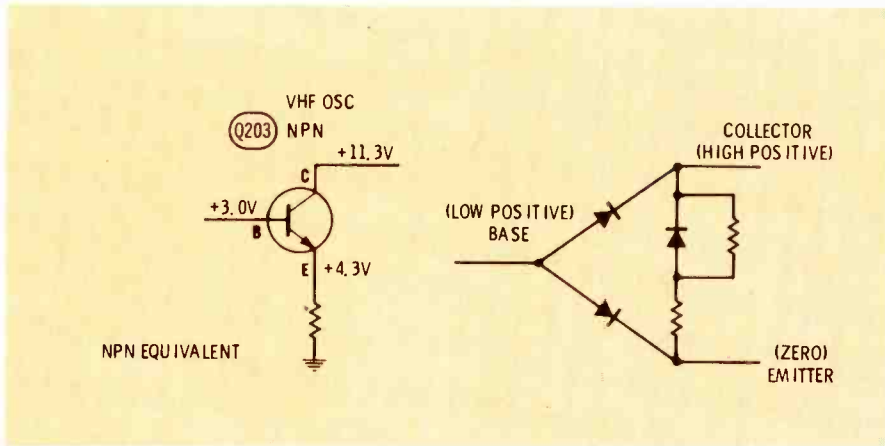 VHF OSC
Q203 NPN
+11.3V
C
+3.0V
B
E
+4.3V
NPN EQUIVALENT
COLLECTOR
(HIGH POSITIVE)
(LOW POSITIVE)
BASE
(ZERO)
EMITTER